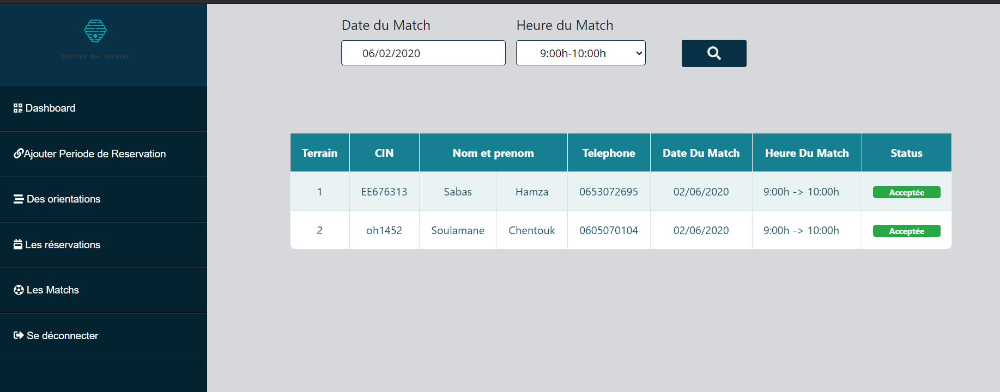 Gestion des Terains
Dashboard
Ajouter Periode de Reservation
Des orientations
Les réservations
Les Matchs
Se déconnecter
Date du Match Heure du Match
06/02/2020 9:00h-10:00h
Terrain CIN Nom et prenom Telephone Date Du Match Heure Du Match Status
1 EE676313 Sabas Hamza 0653072695 02/06/2020 9:00h -> 10:00h Acceptée
2 oh1452 Soulamane Chentouk 0605070104 02/06/2020 9:00h -> 10:00h Acceptée